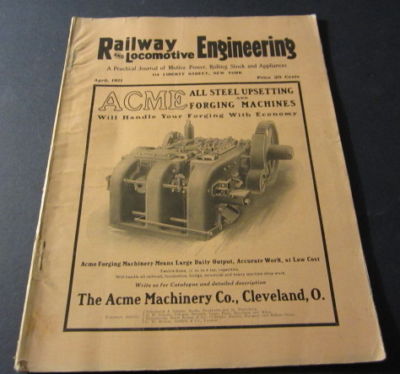 Railway AND Locomotive Engineering
A Practical Journal of Motive Power, Rolling Stock and Appliances
114 LIBERTY STREET, NEW YORK
April, 1911 Price 20 Cents
ACME ALL STEEL UPSETTING
AND
FORGING MACHINES
Will Handle Your Forging With Economy
Acme Forging Machinery Means Large Daily Output, Accurate Work, at Low Cost
Write us for Catalogue and detailed description
The Acme Machinery Co., Cleveland, O.